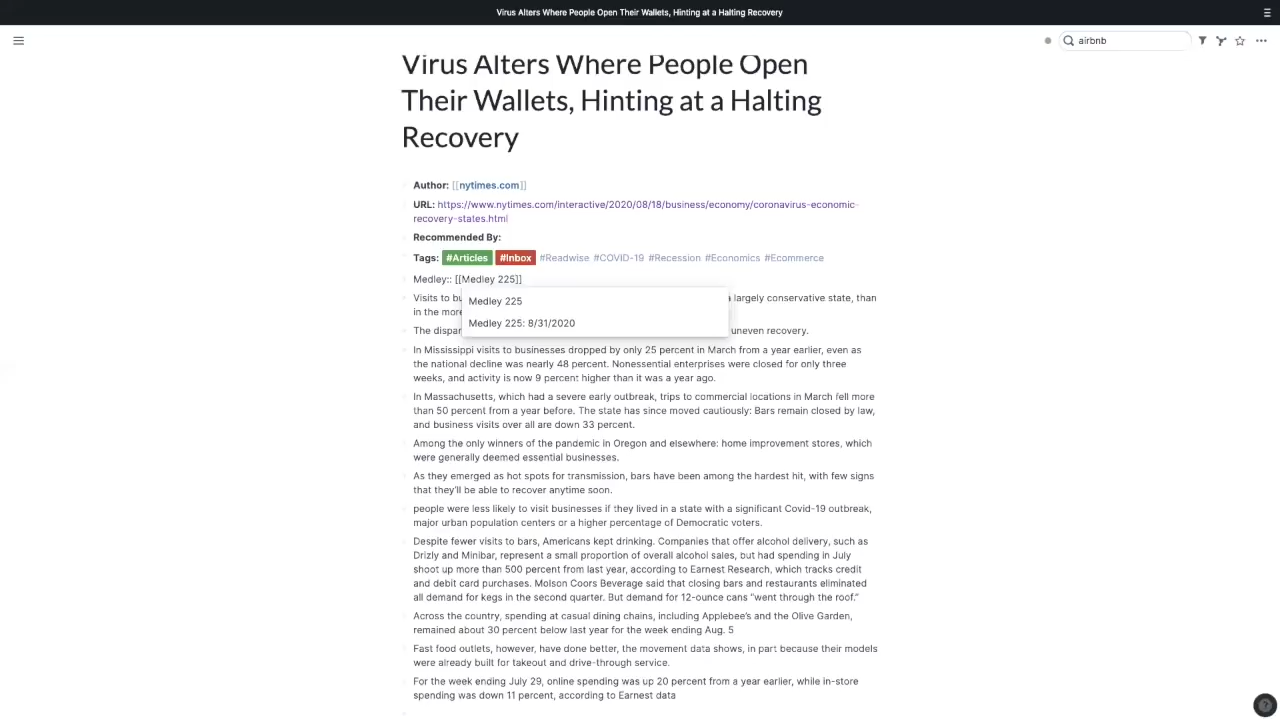 Virus Alters Where People Open Their Wallets, Hinting at a Halting Recovery
airbnb
Virus Alters Where People Open
Their Wallets, Hinting at a Halting
Recovery
Author: [[nytimes.com]]
URL: https://www.nytimes.com/interactive/2020/08/18/business/economy/coronavirus-economic-
recovery-states.html
Recommended By:
Tags: #Articles #Inbox #Readwise #COVID-19 #Recession #Economics #Ecommerce
Medley:: [[Medley 225]]
Medley 225
Medley 225: 8/31/2020
Visits to bu a largely conservative state, than
in the more
The dispar uneven recovery.
In Mississippi visits to businesses dropped by only 25 percent in March from a year earlier, even as
the national decline was nearly 48 percent. Nonessential enterprises were closed for only three
weeks, and activity is now 9 percent higher than it was a year ago.
In Massachusetts, which had a severe early outbreak, trips to commercial locations in March fell more
than 50 percent from a year before. The state has since moved cautiously: Bars remain closed by law,
and business visits over all are down 33 percent.
Among the only winners of the pandemic in Oregon and elsewhere: home improvement stores, which
were generally deemed essential businesses.
As they emerged as hot spots for transmission, bars have been among the hardest hit, with few signs
that they'll be able to recover anytime soon.
people were less likely to visit businesses if they lived in a state with a significant Covid-19 outbreak,
major urban population centers or a higher percentage of Democratic voters.
Despite fewer visits to bars, Americans kept drinking. Companies that offer alcohol delivery, such as
Drizly and Minibar, represent a small proportion of overall alcohol sales, but had spending in July
shoot up more than 500 percent from last year, according to Earnest Research, which tracks credit
and debit card purchases. Molson Coors Beverage said that closing bars and restaurants eliminated
all demand for kegs in the second quarter. But demand for 12-ounce cans "went through the roof."
Across the country, spending at casual dining chains, including Applebee's and the Olive Garden,
remained about 30 percent below last year for the week ending Aug. 5
Fast food outlets, however, have done better, the movement data shows, in part because their models
were already built for takeout and drive-through service.
For the week ending July 29, online spending was up 20 percent from a year earlier, while in-store
spending was down 11 percent, according to Earnest data